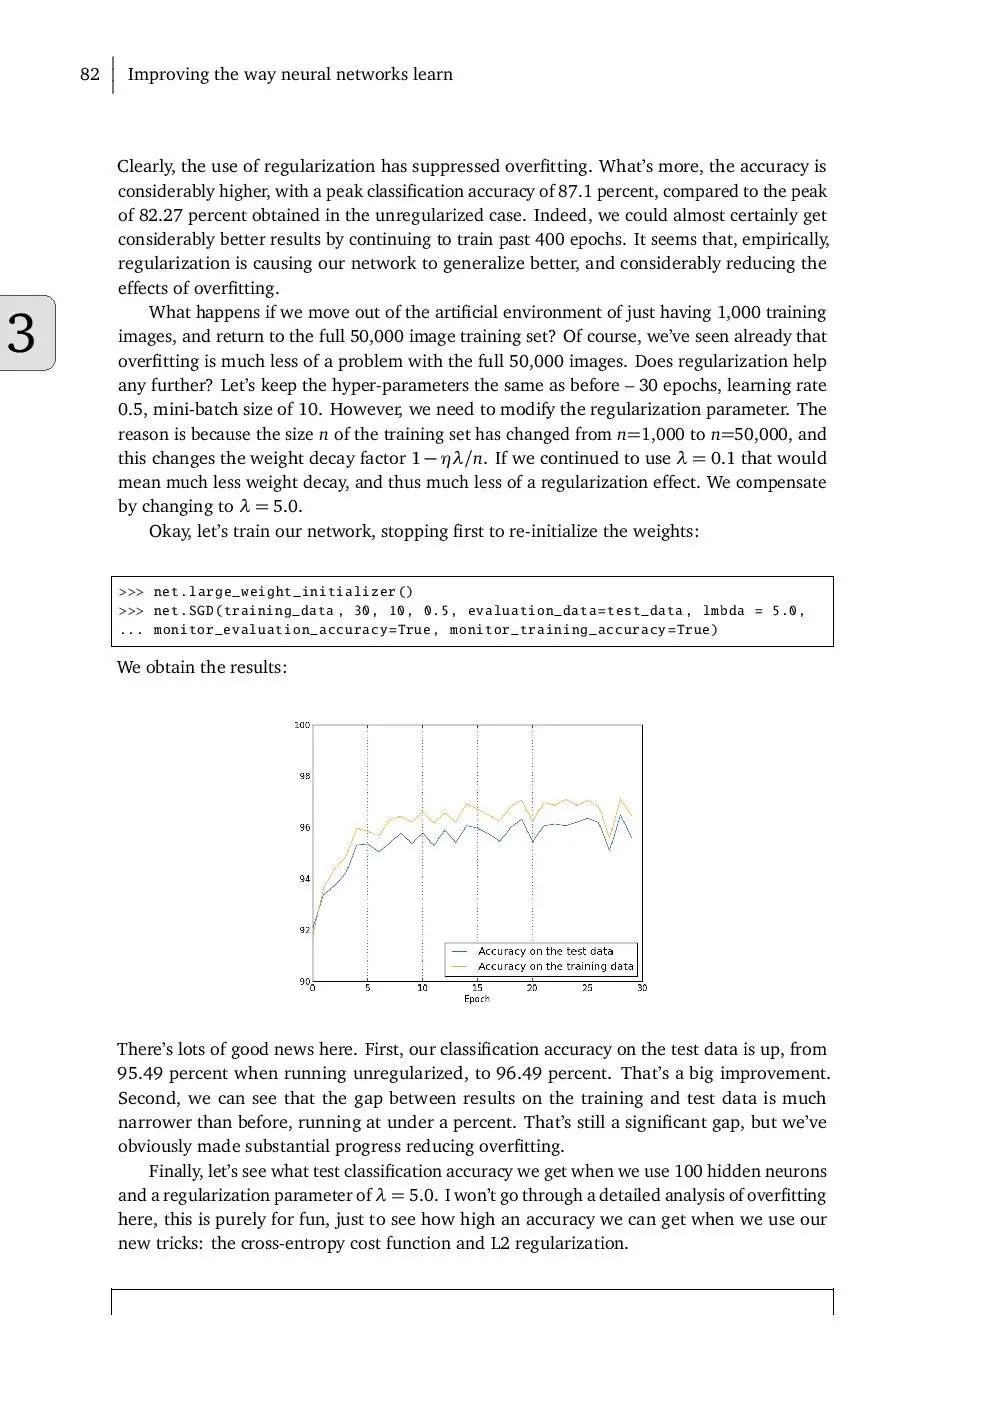 82 Improving the way neural networks learn
Clearly, the use of regularization has suppressed overfitting. What’s more, the accuracy is
considerably higher, with a peak classification accuracy of 87.1 percent, compared to the peak
of 82.27 percent obtained in the unregularized case. Indeed, we could almost certainly get
considerably better results by continuing to train past 400 epochs. It seems that, empirically,
regularization is causing our network to generalize better, and considerably reducing the
effects of overfitting.
What happens if we move out of the artificial environment of just having 1,000 training
images, and return to the full 50,000 image training set? Of course, we’ve seen already that
overfitting is much less of a problem with the full 50,000 images. Does regularization help
any further? Let’s keep the hyper-parameters the same as before – 30 epochs, learning rate
0.5, mini-batch size of 10. However, we need to modify the regularization parameter. The
reason is because the size n of the training set has changed from n=1,000 to n=50,000, and
this changes the weight decay factor 1 − ηλ/n. If we continued to use λ = 0.1 that would
mean much less weight decay, and thus much less of a regularization effect. We compensate
by changing to λ = 5.0.
Okay, let’s train our network, stopping first to re-initialize the weights:
3
>>> net.large_weight_initializer()
>>> net.SGD(training_data, 30, 10, 0.5, evaluation_data=test_data, lmbda = 5.0,
... monitor_evaluation_accuracy=True, monitor_training_accuracy=True)
We obtain the results:
100
98
96
94
92
90
0 5 10 15 20 25 30
Epoch
Accuracy on the test data
Accuracy on the training data
There’s lots of good news here. First, our classification accuracy on the test data is up, from
95.49 percent when running unregularized, to 96.49 percent. That’s a big improvement.
Second, we can see that the gap between results on the training and test data is much
narrower than before, running at under a percent. That’s still a significant gap, but we’ve
obviously made substantial progress reducing overfitting.
Finally, let’s see what test classification accuracy we get when we use 100 hidden neurons
and a regularization parameter of λ = 5.0. I won’t go through a detailed analysis of overfitting
here, this is purely for fun, just to see how high an accuracy we can get when we use our
new tricks: the cross-entropy cost function and L2 regularization.